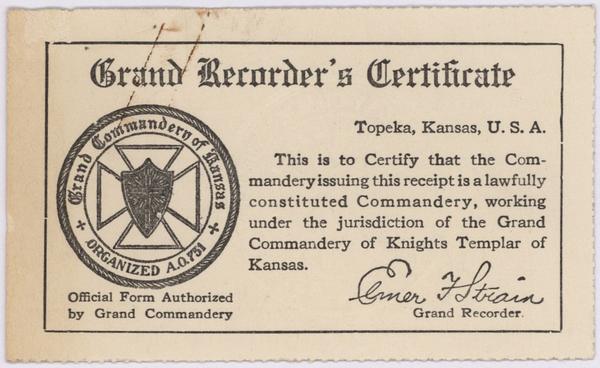 Grand Recorder's Certificate
Grand Commandery of Kansas
ORGANIZED A.O.751
Official Form Authorized
by Grand Commandery
Topeka, Kansas, U. S. A.
This is to Certify that the Com-
mandery issuing this receipt is a lawfully
constituted Commandery, working
under the jurisdiction of the Grand
Commandery of Knights Templar of
Kansas.
Elmer F Strain
Grand Recorder.